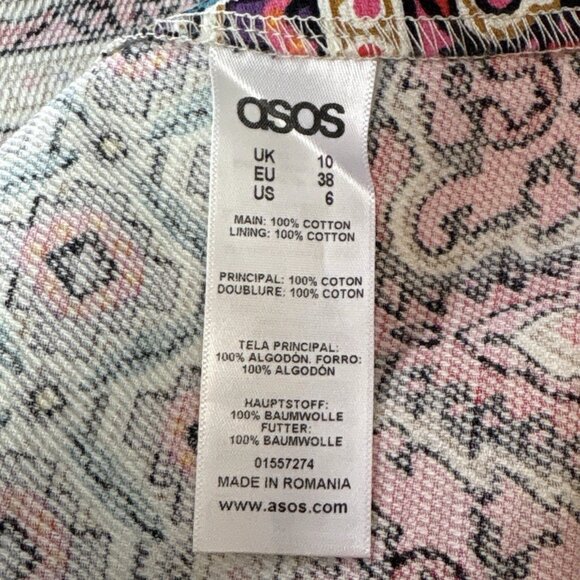 asos
UK 10
EU 38
US 6
MAIN: 100% COTTON
LINING: 100% COTTON
PRINCIPAL: 100% COTON
DOUBLURE: 100% COTON
TELA PRINCIPAL:
100% ALGODÓN. FORRO:
100% ALGODÓN
HAUPTSTOFF:
100% BAUMWOLLE
FUTTER:
100% BAUMWOLLE
01557274
MADE IN ROMANIA
www.asos.com